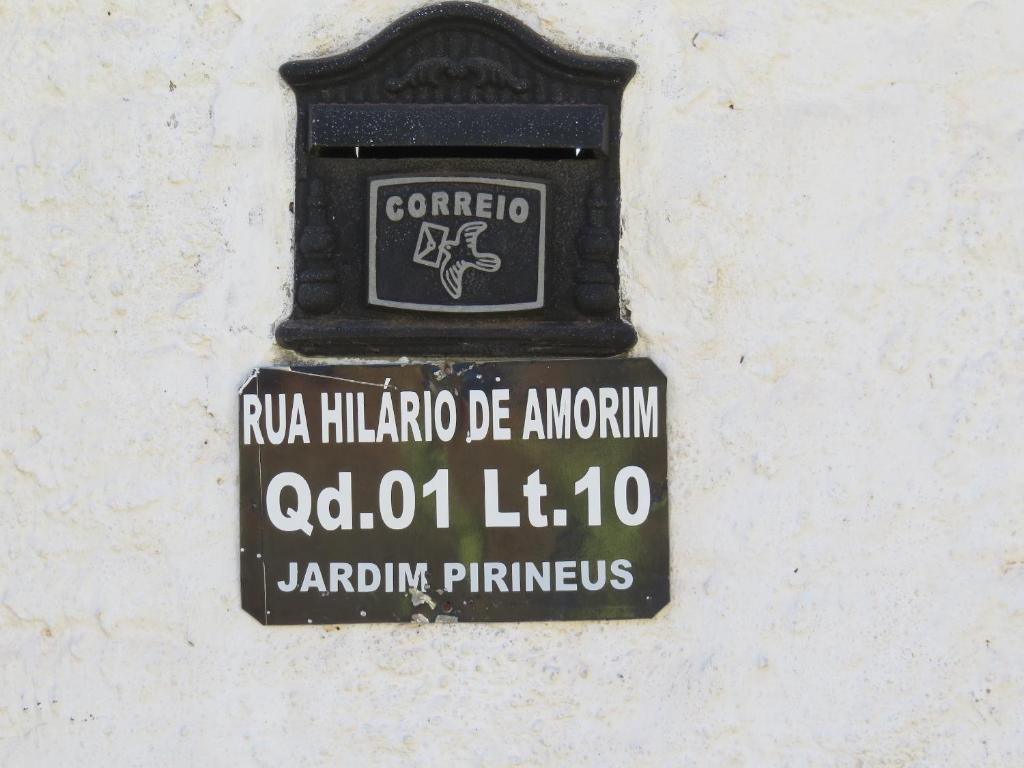 CORREIO
RUA HILÁRIO DE AMORIM
Qd.01 Lt.10
JARDIM PIRINEUS